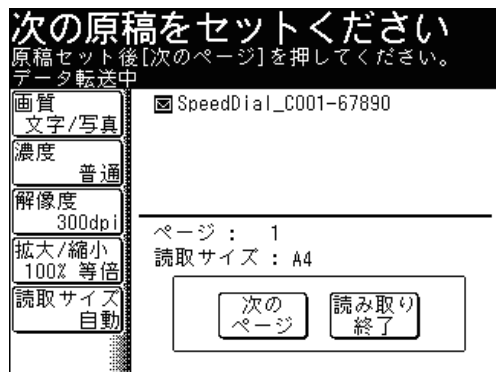 次の原稿をセットください
原稿セット後[次のページ]を押してください。
データ転送中
画質
文字/写真
濃度
普通
解像度
300dpi
拡大/縮小
100% 等倍
読取サイズ
自動
SpeedDial_C001-67890
ページ： 1
読取サイズ：A4
次の
ページ
読み取り
終了